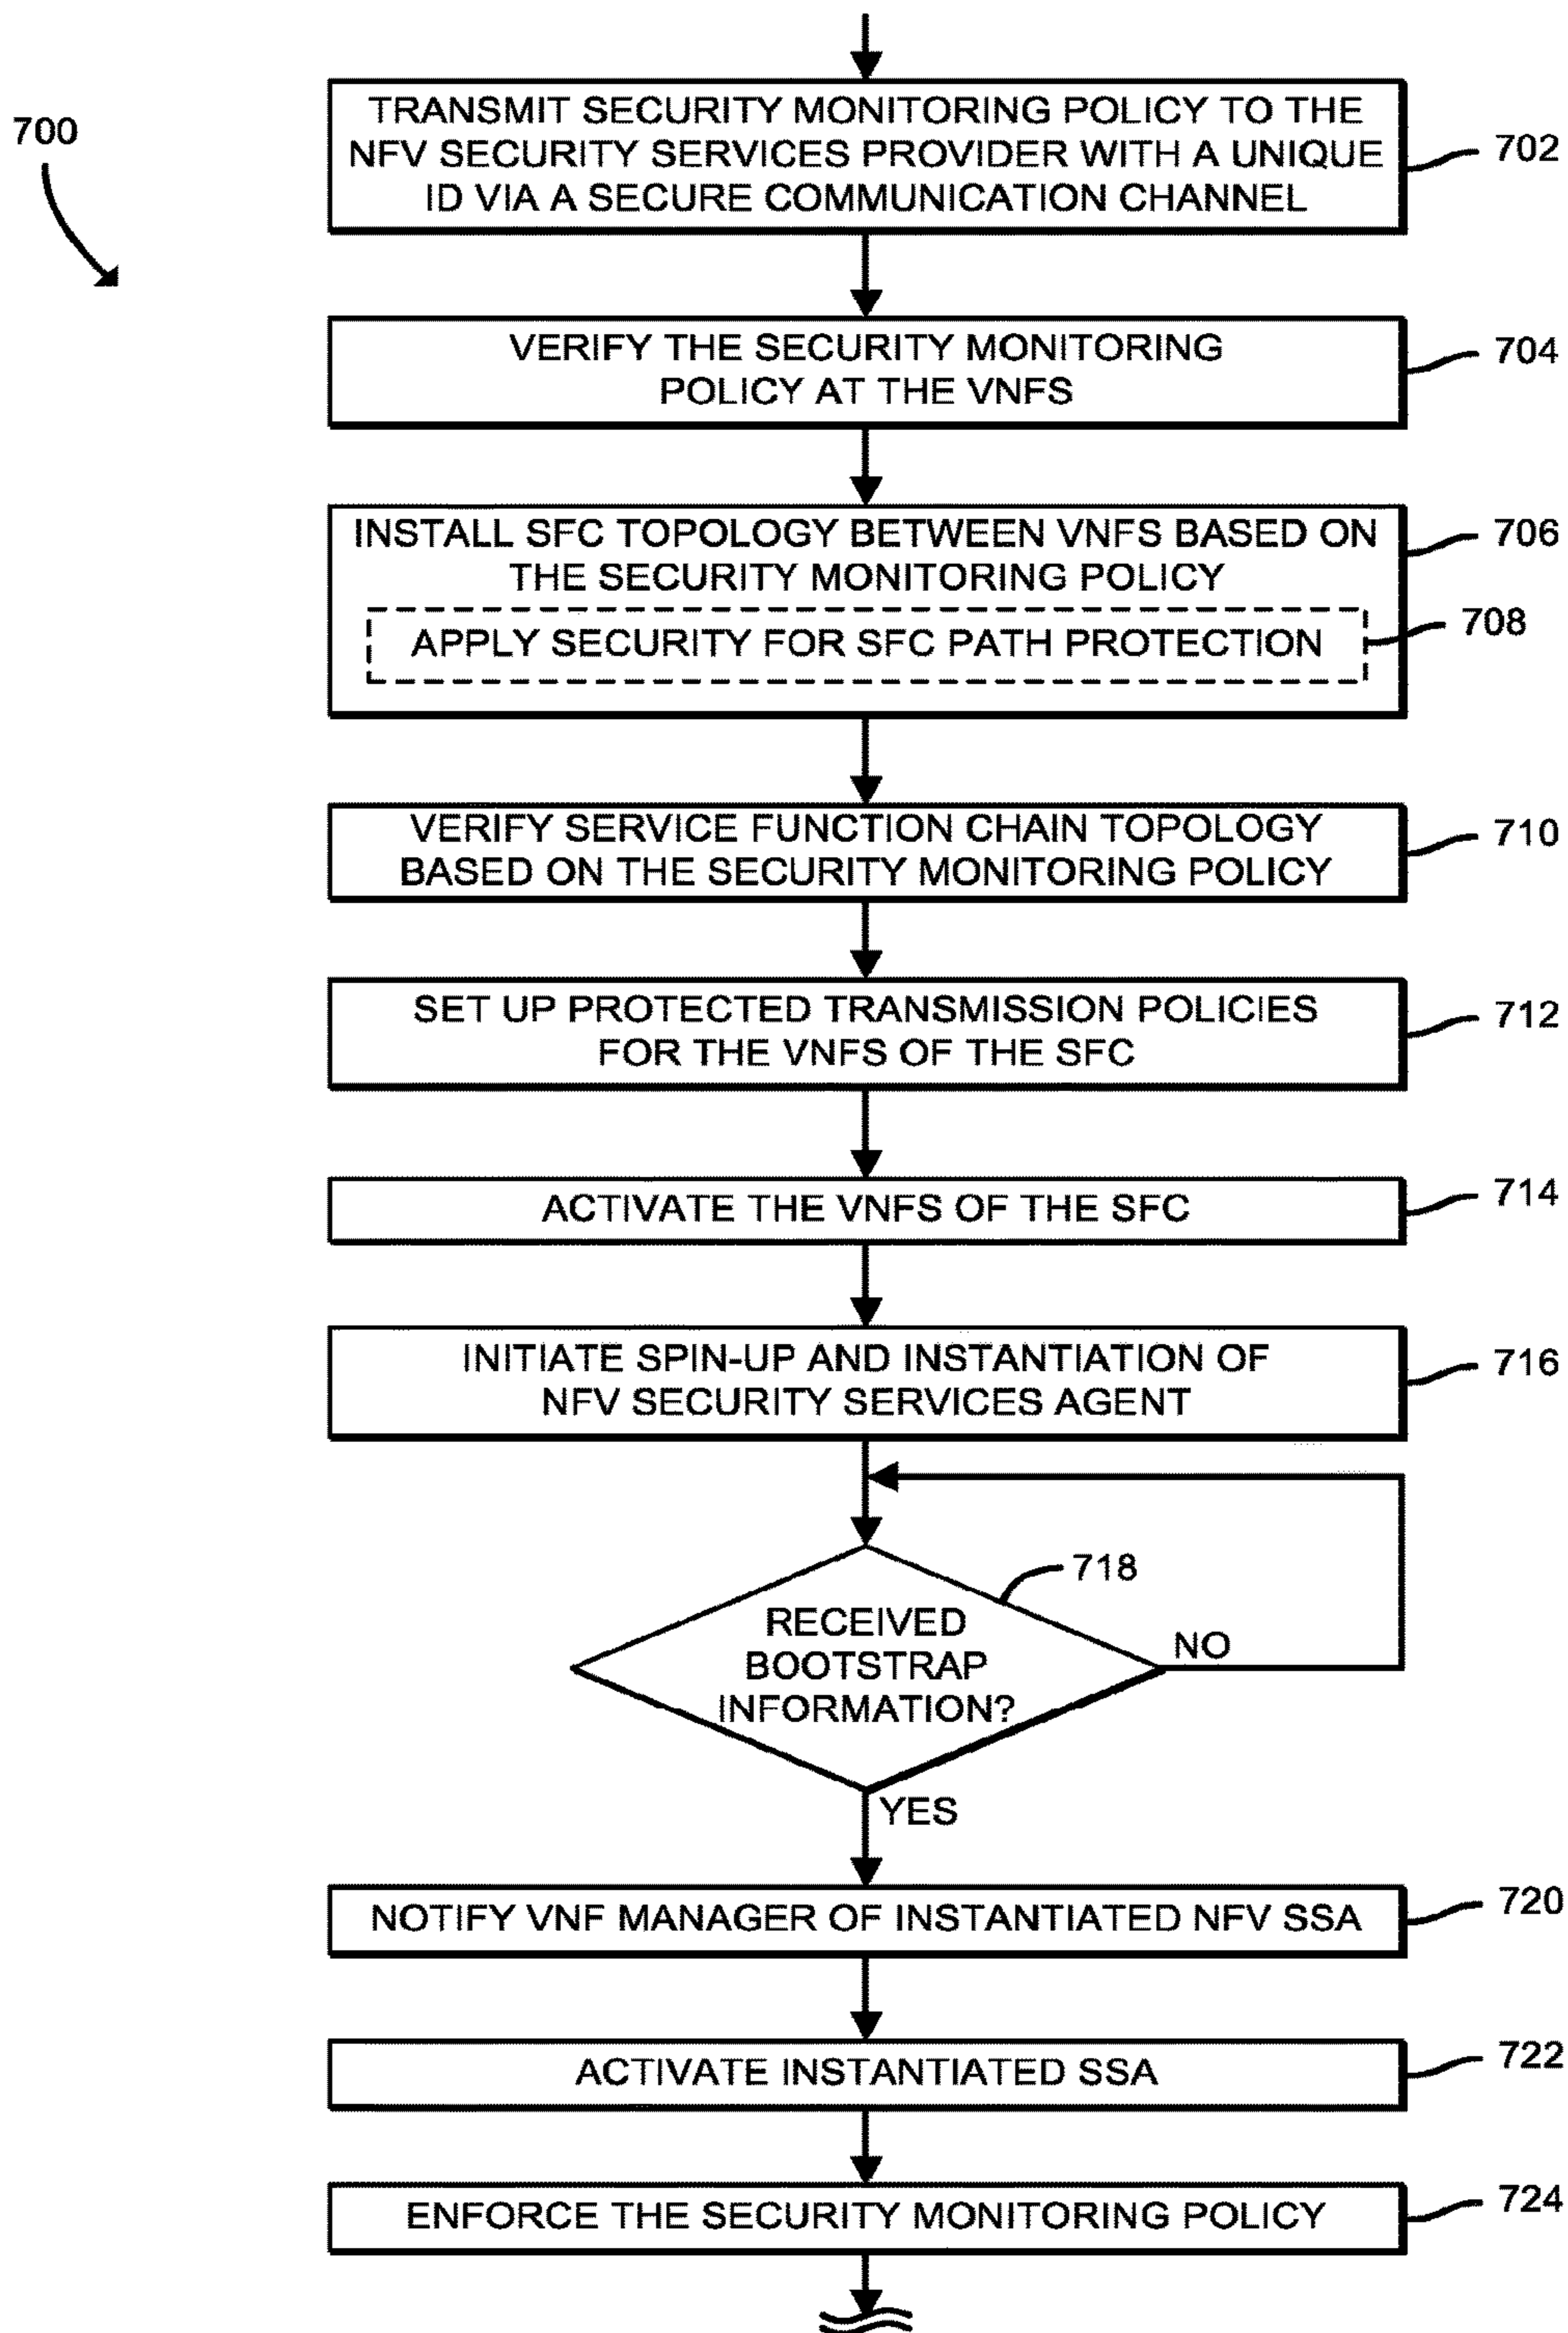 700
TRANSMIT SECURITY MONITORING POLICY TO THE
NFV SECURITY SERVICES PROVIDER WITH A UNIQUE
ID VIA A SECURE COMMUNICATION CHANNEL
702
VERIFY THE SECURITY MONITORING
POLICY AT THE VNFS
704
INSTALL SFC TOPOLOGY BETWEEN VNFS BASED ON
THE SECURITY MONITORING POLICY
706
APPLY SECURITY FOR SFC PATH PROTECTION
708
VERIFY SERVICE FUNCTION CHAIN TOPOLOGY
BASED ON THE SECURITY MONITORING POLICY
710
SET UP PROTECTED TRANSMISSION POLICIES
FOR THE VNFS OF THE SFC
712
ACTIVATE THE VNFS OF THE SFC
714
INITIATE SPIN-UP AND INSTANTIATION OF
NFV SECURITY SERVICES AGENT
716
718
RECEIVED
BOOTSTRAP
INFORMATION?
NO
YES
NOTIFY VNF MANAGER OF INSTANTIATED NFV SSA
720
ACTIVATE INSTANTIATED SSA
722
ENFORCE THE SECURITY MONITORING POLICY
724